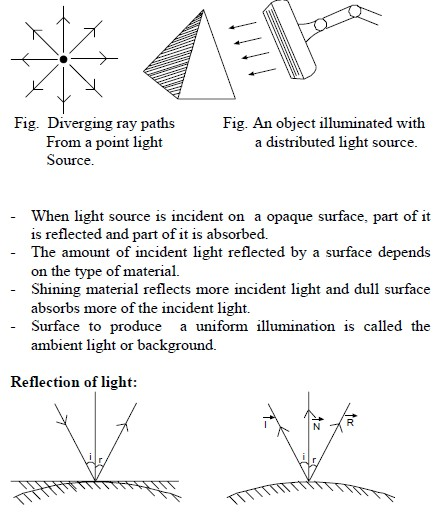 Fig. Diverging ray paths
From a point light
Source.
Fig. An object illuminated with
a distributed light source.
- When light source is incident on a opaque surface, part of it
is reflected and part of it is absorbed.
- The amount of incident light reflected by a surface depends
on the type of material.
- Shining material reflects more incident light and dull surface
absorbs more of the incident light.
- Surface to produce a uniform illumination is called the
ambient light or background.
Reflection of light:
i r
I N R
i r